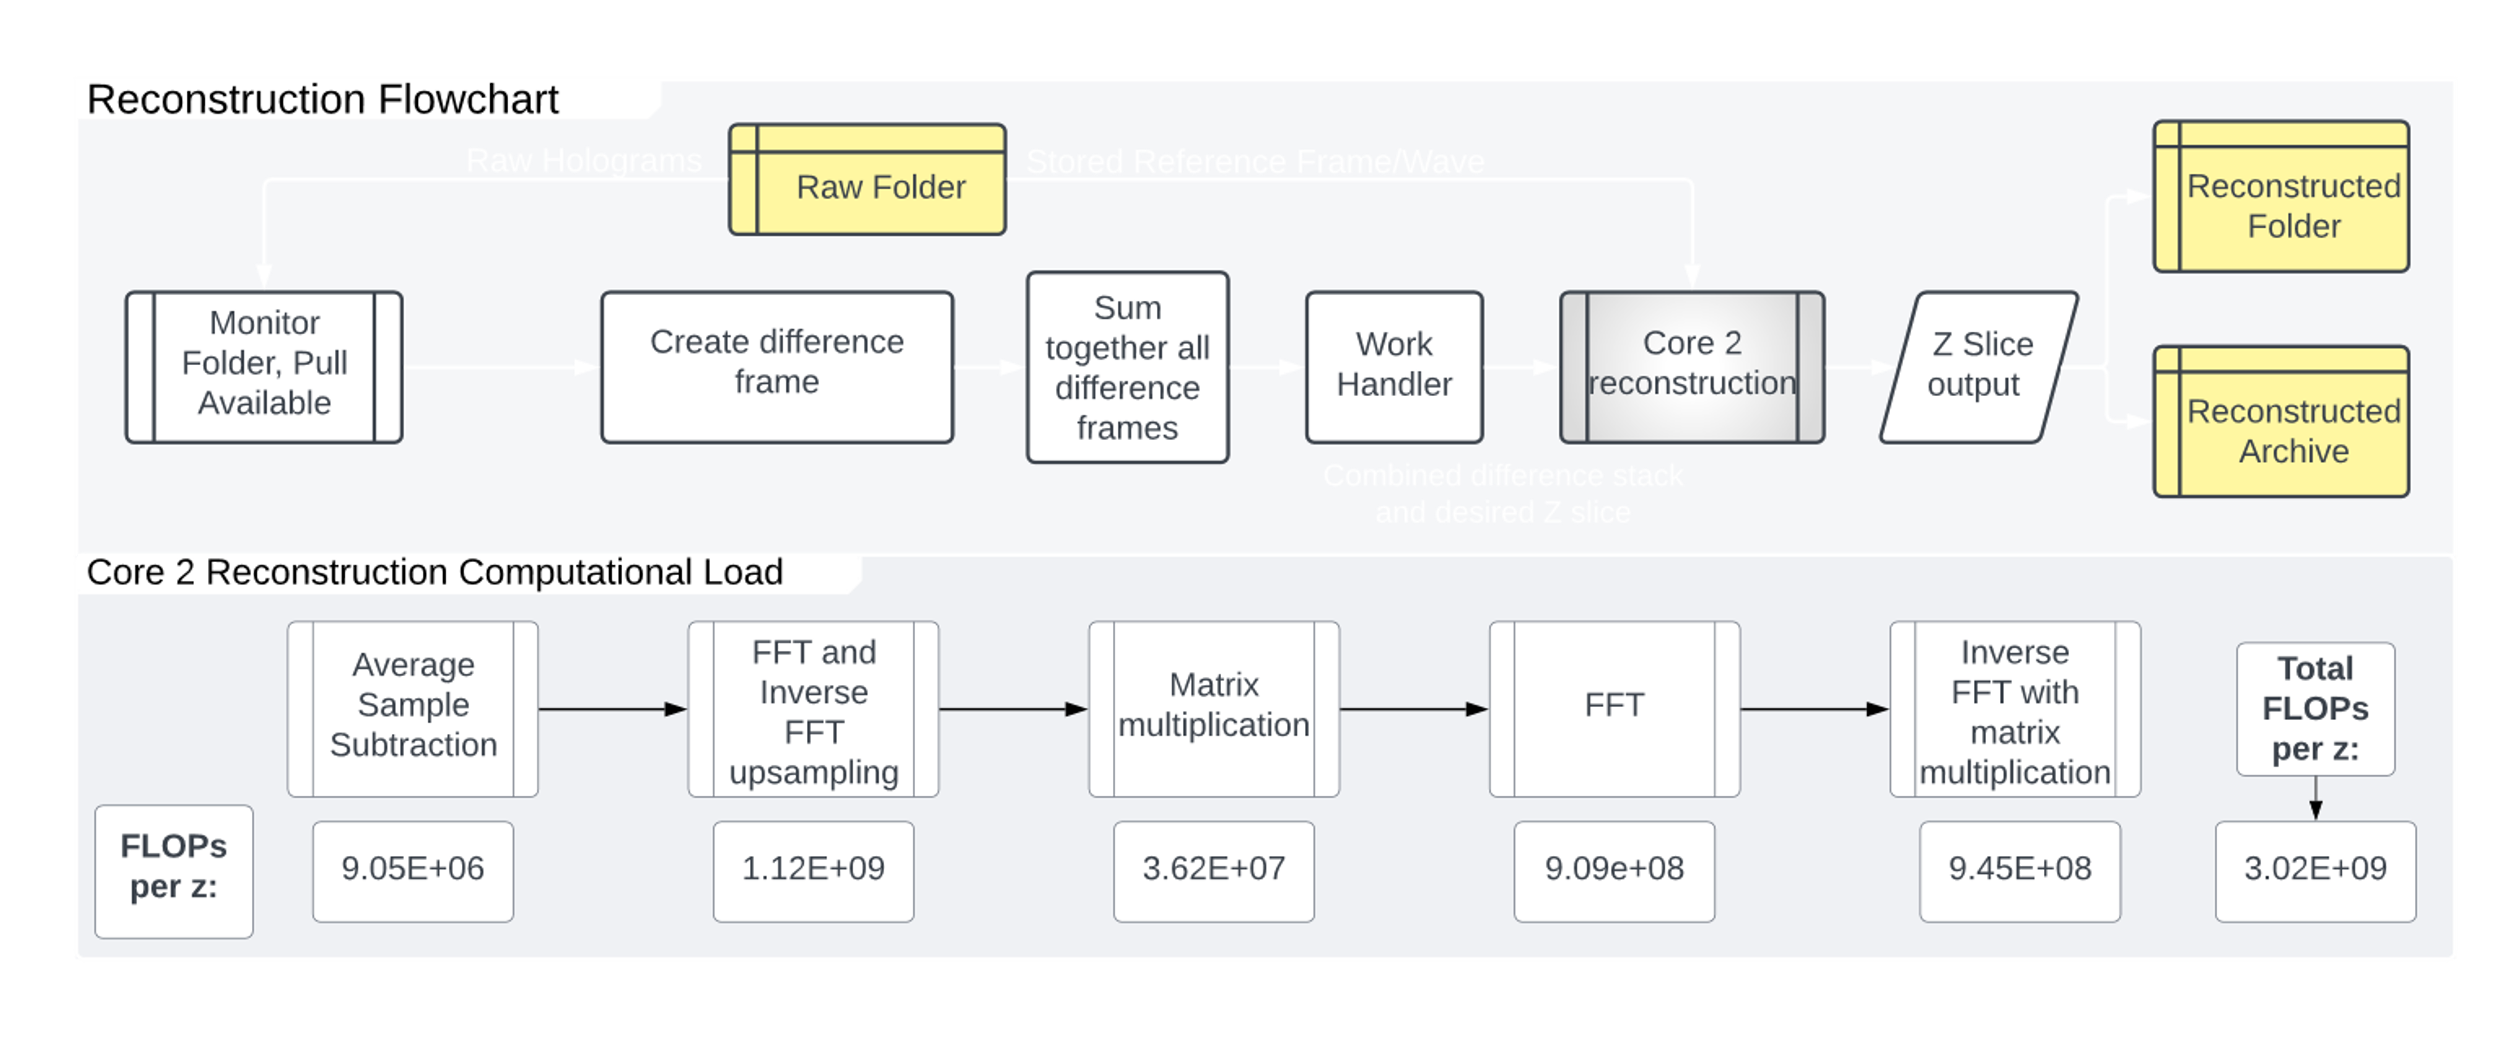 Reconstruction Flowchart
Raw Holograms
Raw Folder
Stored Reference Frame/Wave
Reconstructed
Folder
Monitor
Folder, Pull
Available
Create difference
frame
Sum
together all
difference
frames
Work
Handler
Core 2
reconstruction
Z Slice
output
Reconstructed
Archive
Combined difference stack
and desired Z slice
Core 2 Reconstruction Computational Load
Average
Sample
Subtraction
FFT and
Inverse
FFT
upsampling
Matrix
multiplication
FFT
Inverse
FFT with
matrix
multiplication
Total
FLOPs
per z:
FLOPs
per z:
9.05E+06
1.12E+09
3.62E+07
9.09e+08
9.45E+08
3.02E+09